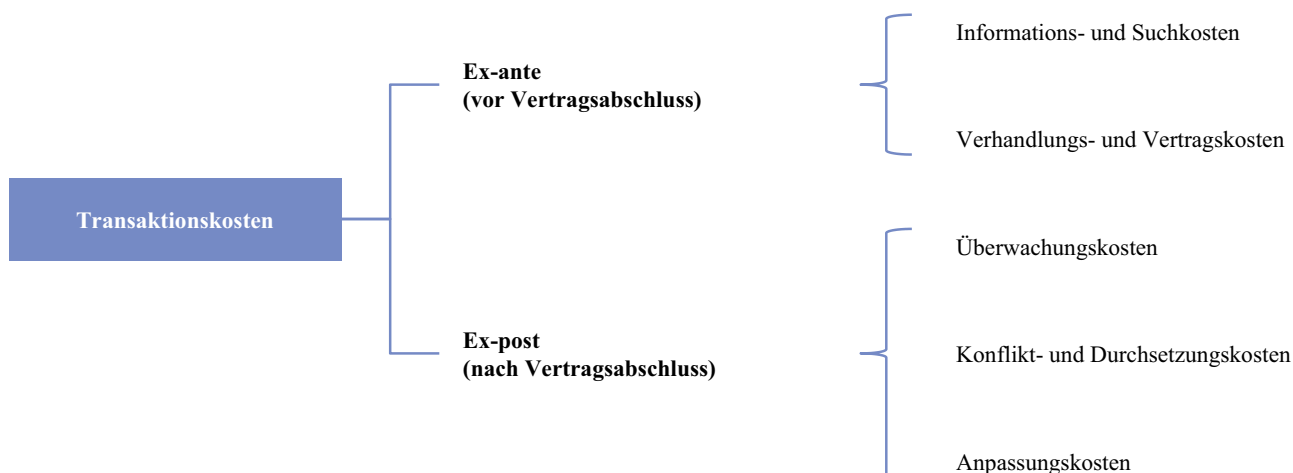 Transaktionskosten
Ex-ante
(vor Vertragsabschluss)
Informations- und Suchkosten
Verhandlungs- und Vertragskosten
Ex-post
(nach Vertragsabschluss)
Überwachungskosten
Konflikt- und Durchsetzungskosten
Anpassungskosten